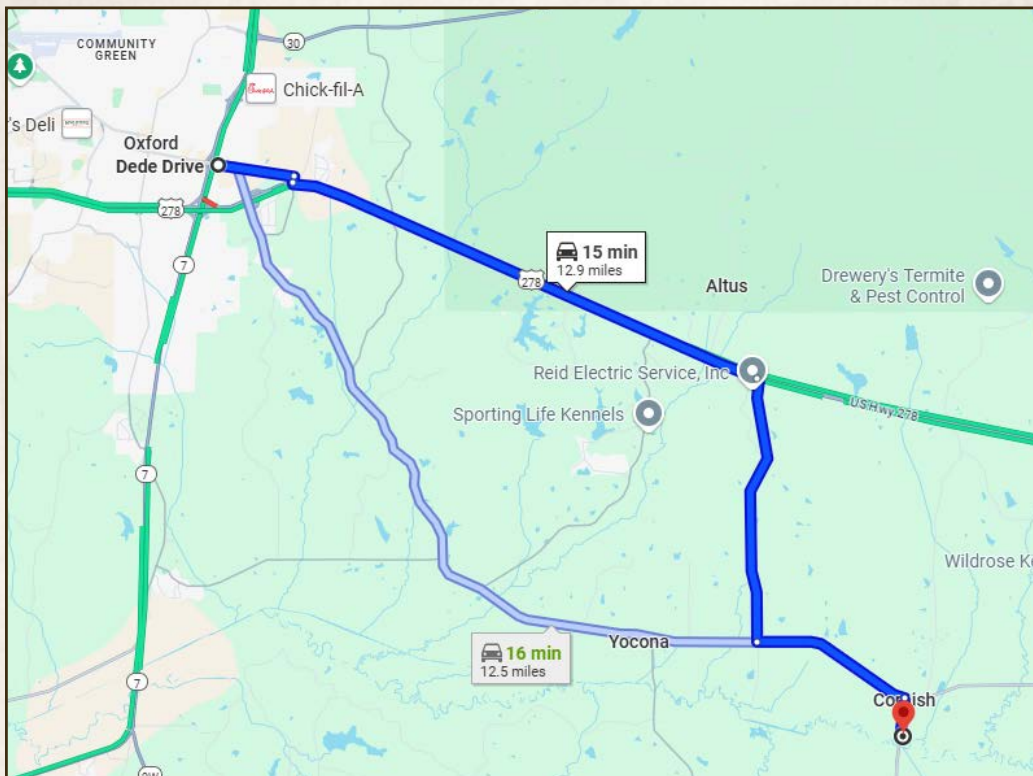 COMMUNITY
GREEN
30
Chick-fil-A
's Deli
Oxford
Dede Drive
278
7
15 min
12.9 miles
278
Altus
Drewery's Termite
& Pest Control
Reid Electric Service, Inc
US Hwy 278
Sporting Life Kennels
7
Wildrose Ke
Yocona
16 min
12.5 miles
7
Cornish